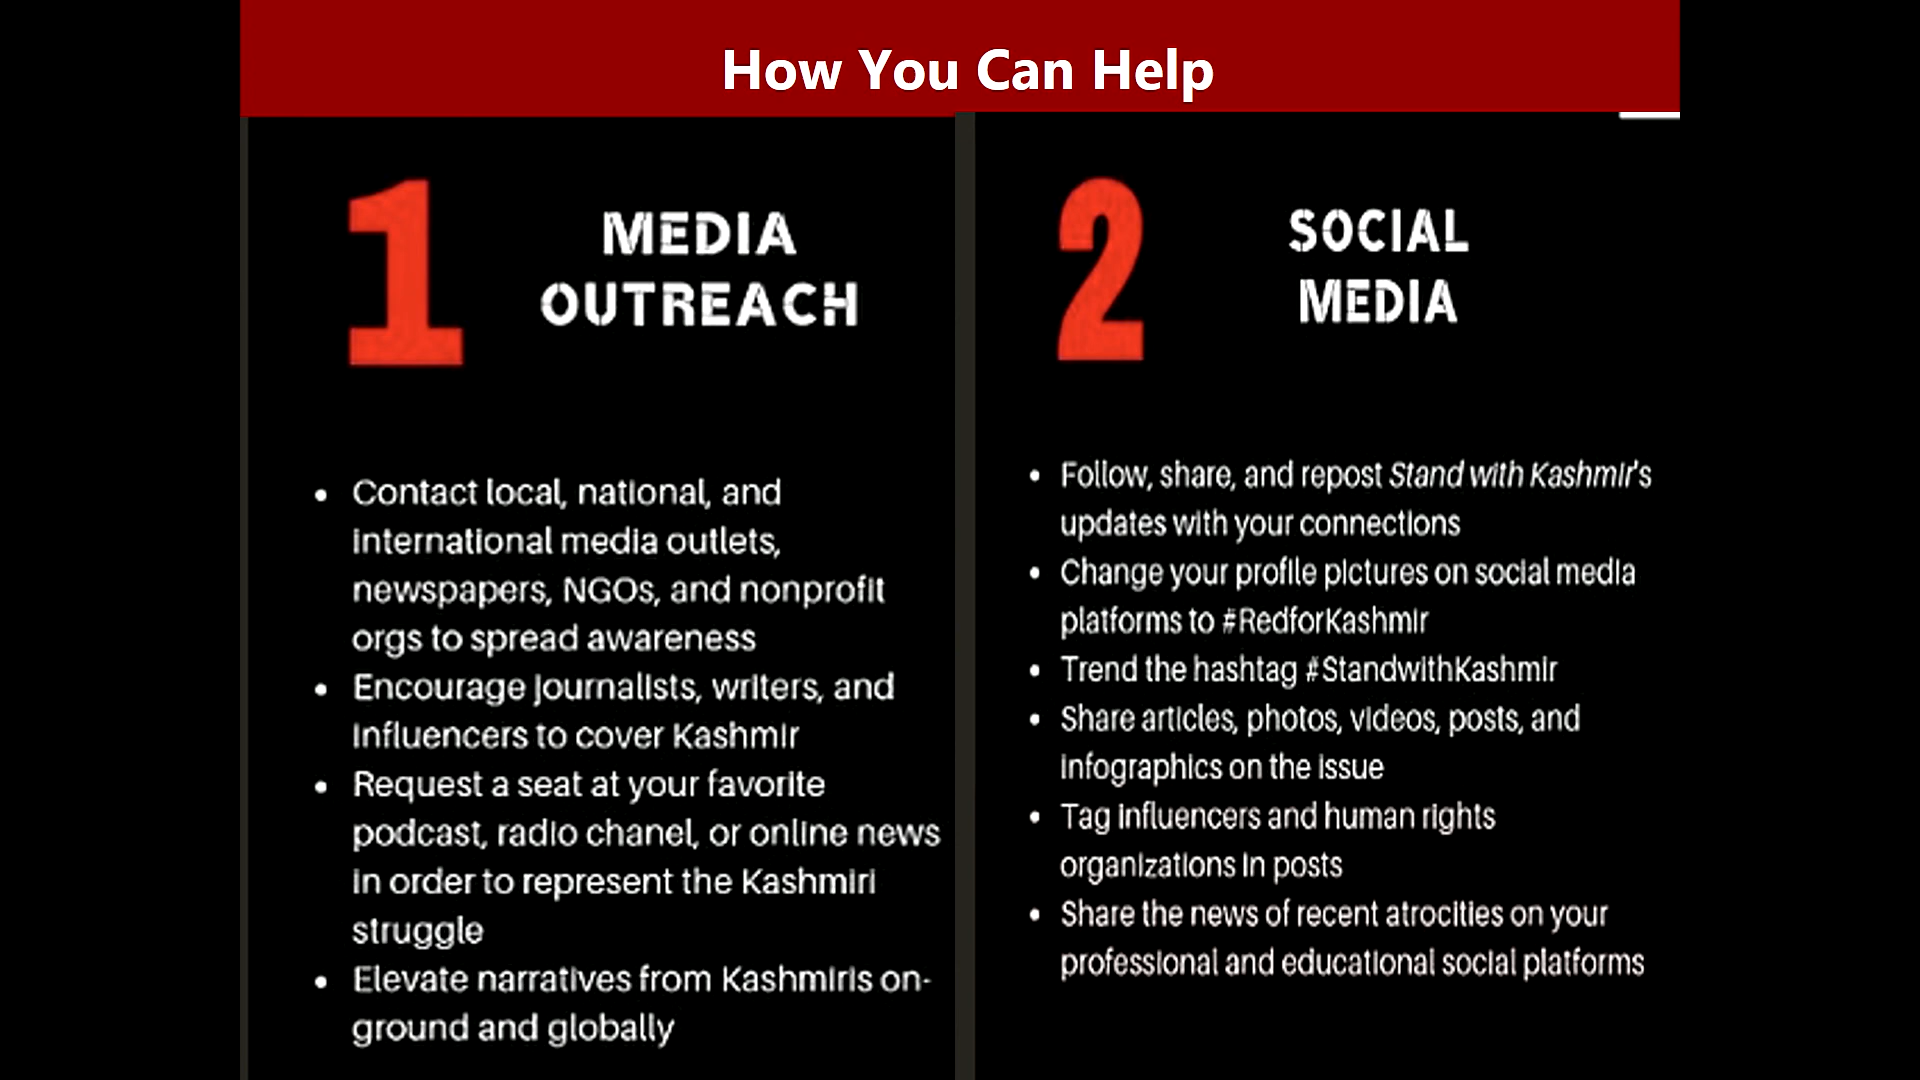 How You Can Help
1
MEDIA
OUTREACH
• Contact local, national, and
international media outlets,
newspapers, NGOs, and nonprofit
orgs to spread awareness
• Encourage journalists, writers, and
influencers to cover Kashmir
• Request a seat at your favorite
podcast, radio chanel, or online news
in order to represent the Kashmiri
struggle
• Elevate narratives from Kashmiris on-
ground and globally
2
SOCIAL
MEDIA
• Follow, share, and repost Stand with Kashmir's
updates with your connections
• Change your profile pictures on social media
platforms to #RedforKashmir
• Trend the hashtag #StandwithKashmir
• Share articles, photos, videos, posts, and
infographics on the issue
• Tag influencers and human rights
organizations in posts
• Share the news of recent atrocities on your
professional and educational social platforms